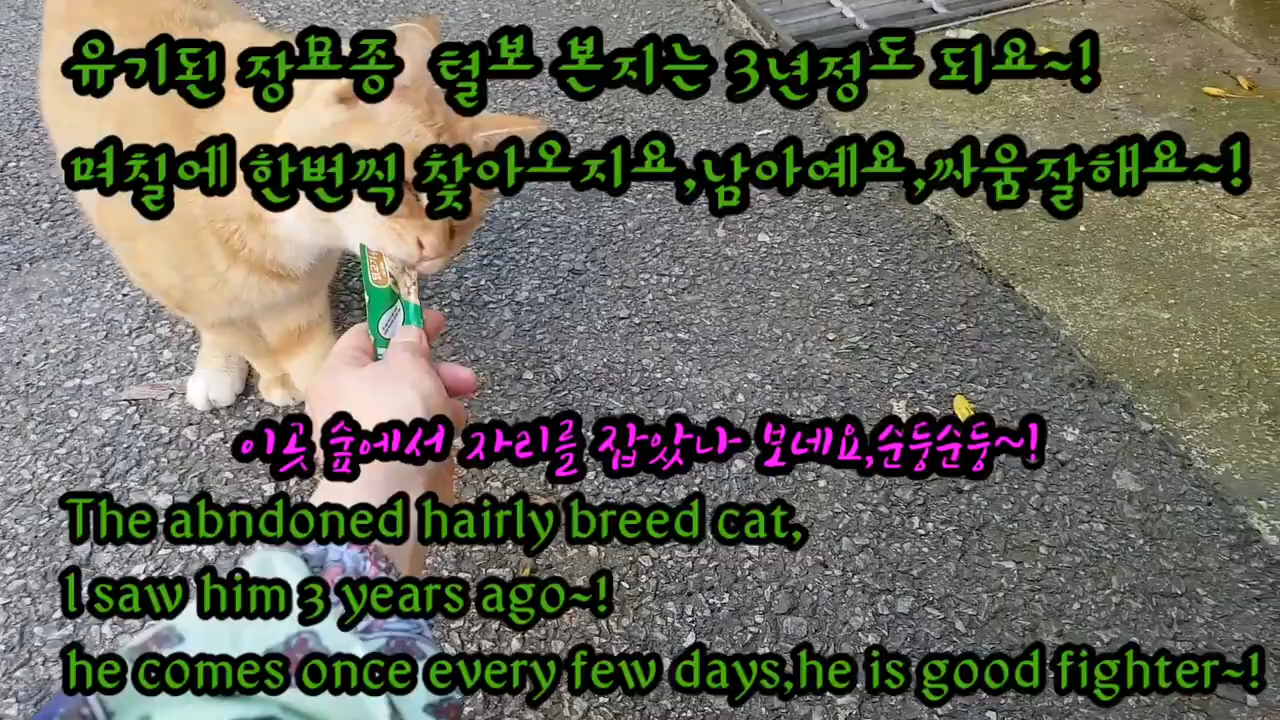 유기된 장묘종 털보 본지는 3년정도 되요~!
며칠에 한번씩 찾아오지요,남아예요,싸움잘해요~!
이곳 숲에서 자리를 잡았나 보네요,순둥순둥~!
The abndoned hairly breed cat,
l saw him 3 years ago~!
he comes once every few days,he is good fighter~!